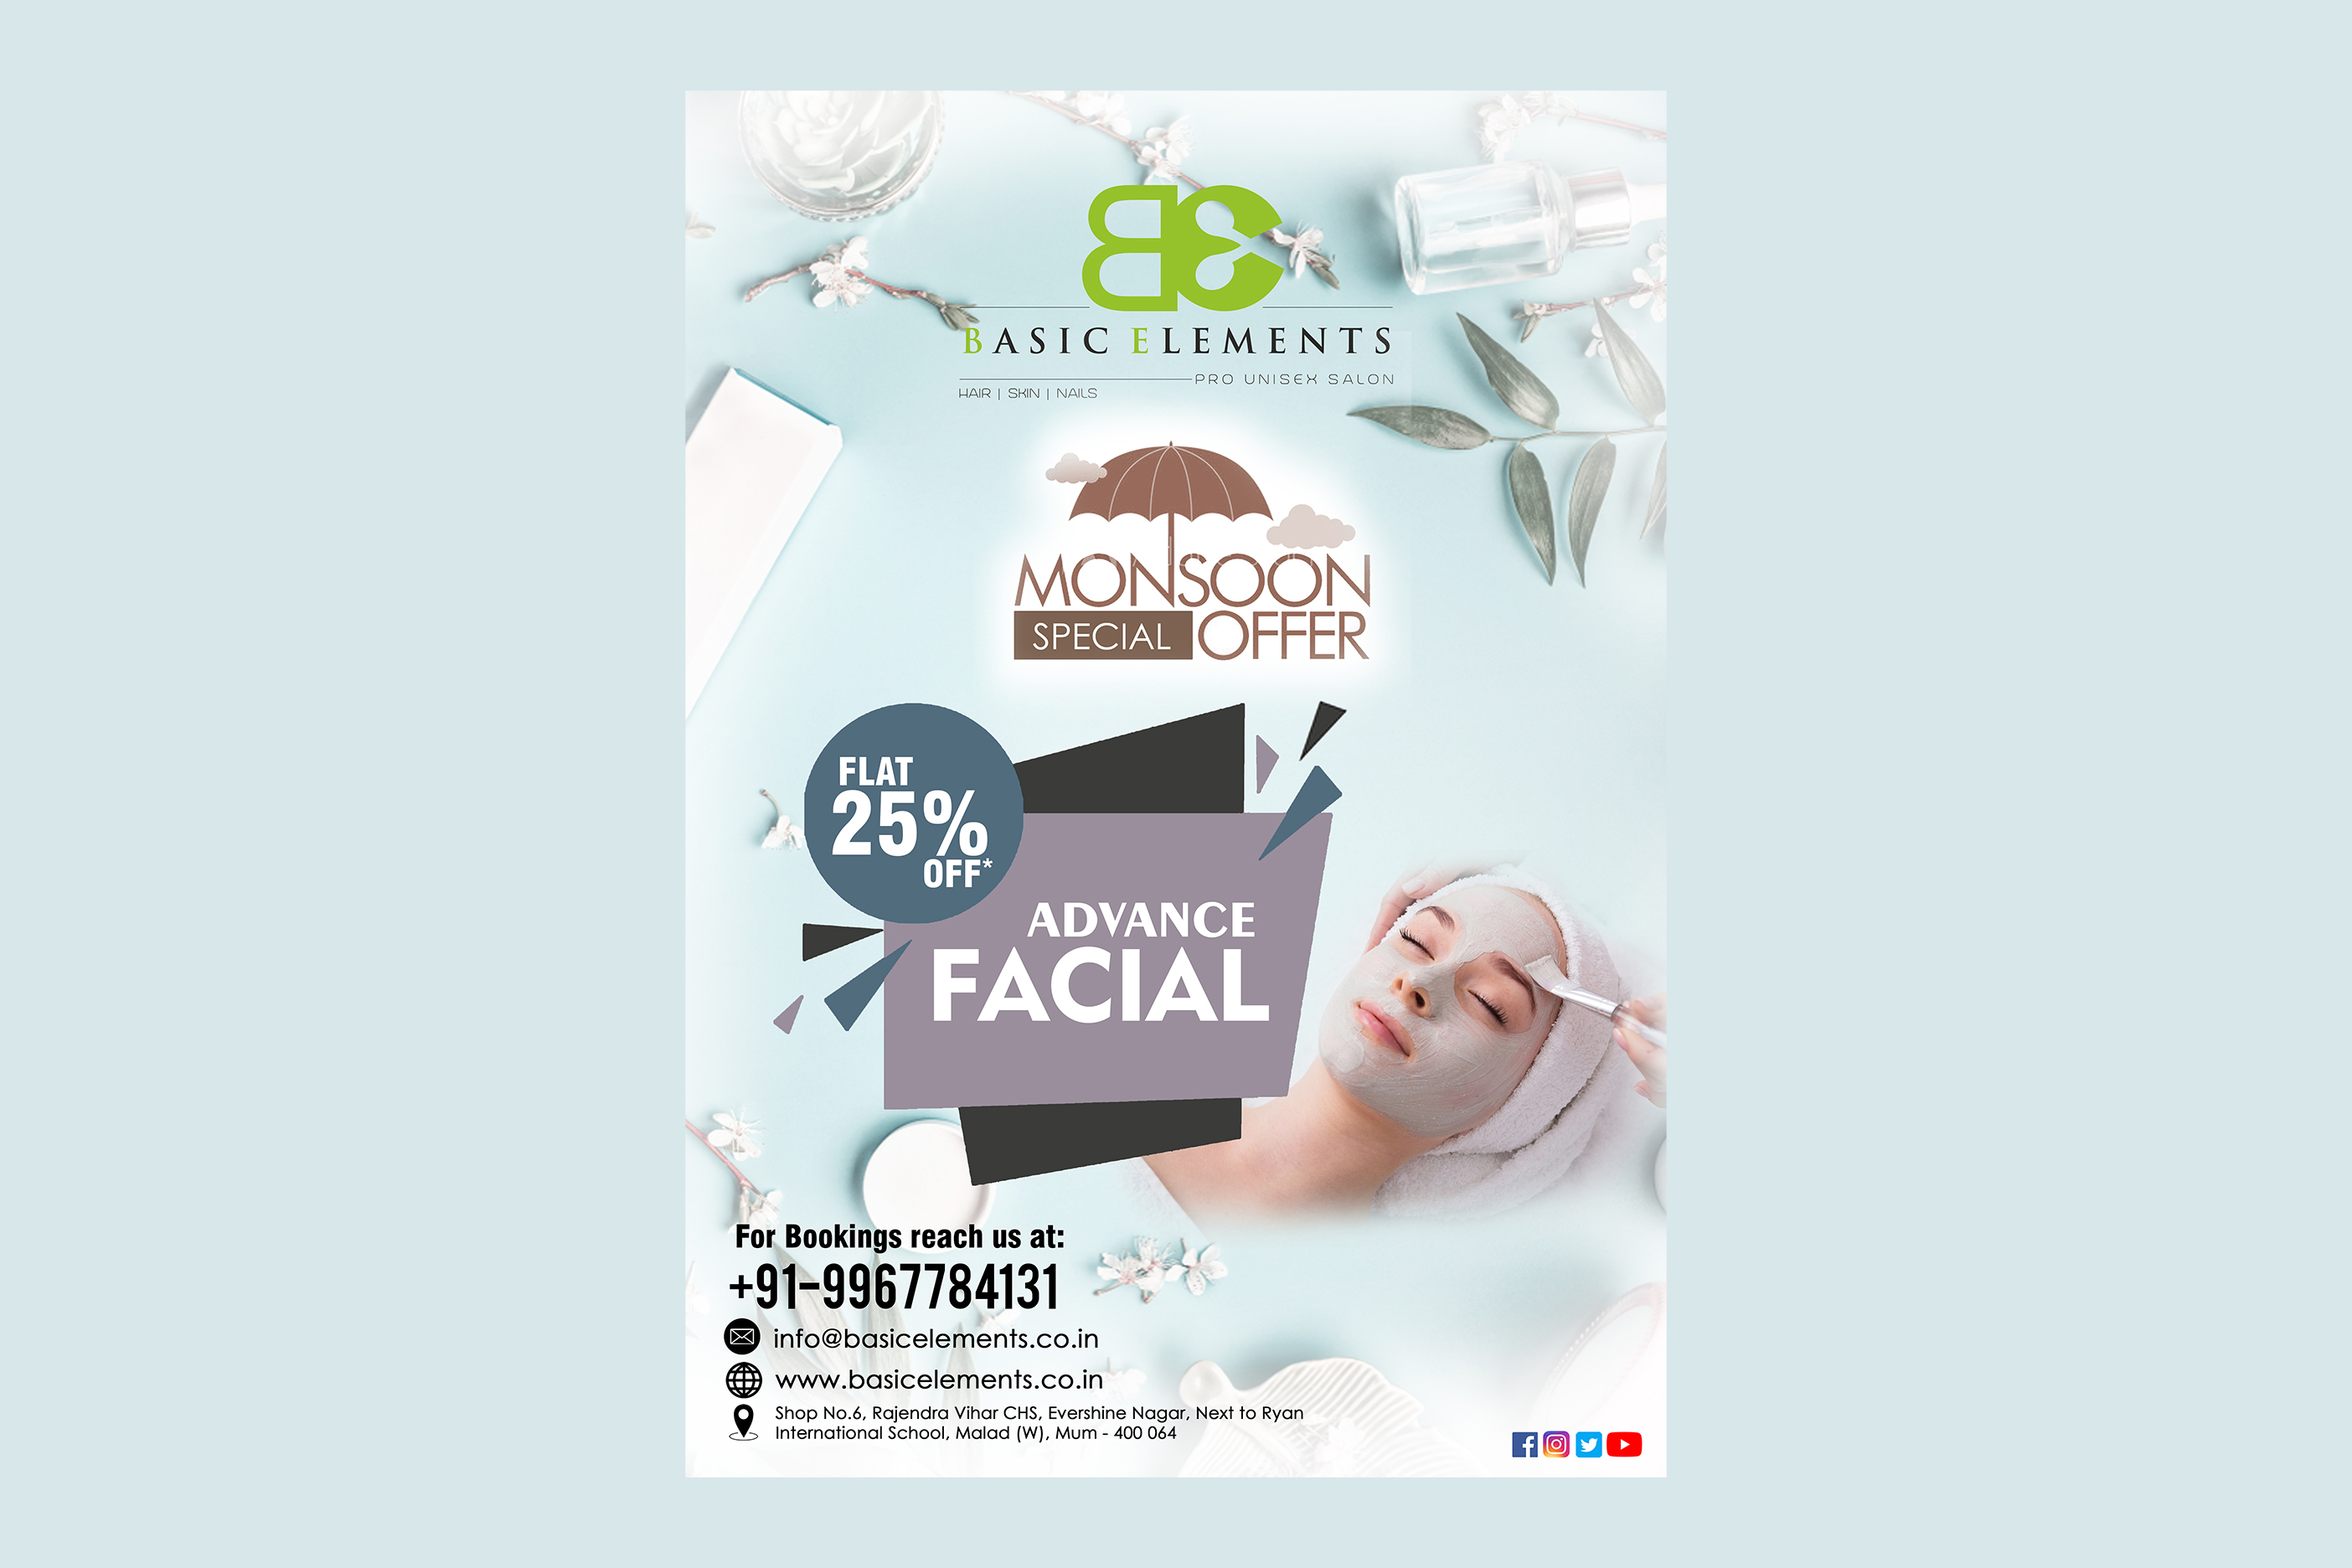 BE
BASIC ELEMENTS
PRO UNISEX SALON
HAIR | SKIN | NAILS
MONSOON
SPECIAL OFFER
FLAT
25%
OFF*
ADVANCE
FACIAL
For Bookings reach us at:
+91-9967784131
info@basicelements.co.in
www.basicelements.co.in
Shop No.6, Rajendra Vihar CHS, Evershine Nagar, Next to Ryan
International School, Malad (W), Mum - 400 064